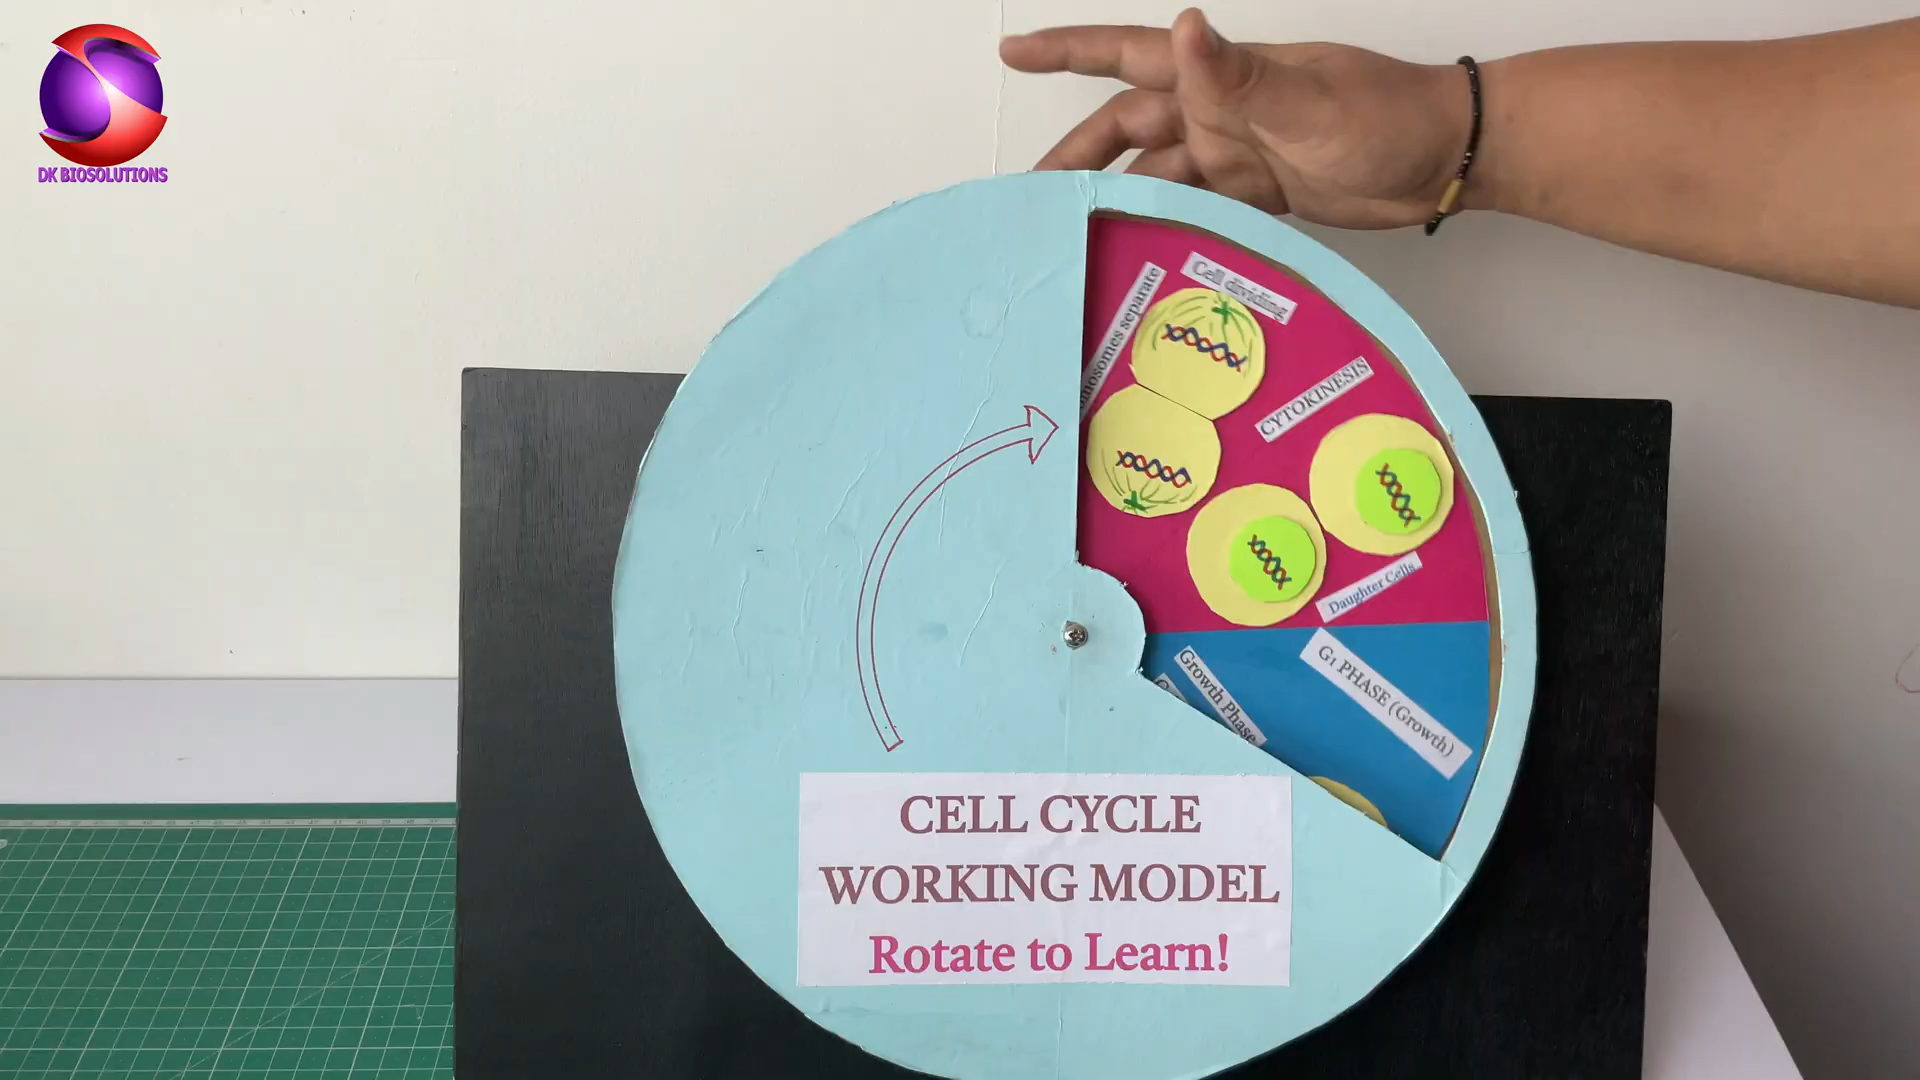 DK BIOSOLUTIONS
Cell dividing
separate
CYTOKINESIS
Daughter Cells
G1 PHASE (Growth)
Growth Phase
CELL CYCLE
WORKING MODEL
Rotate to Learn!